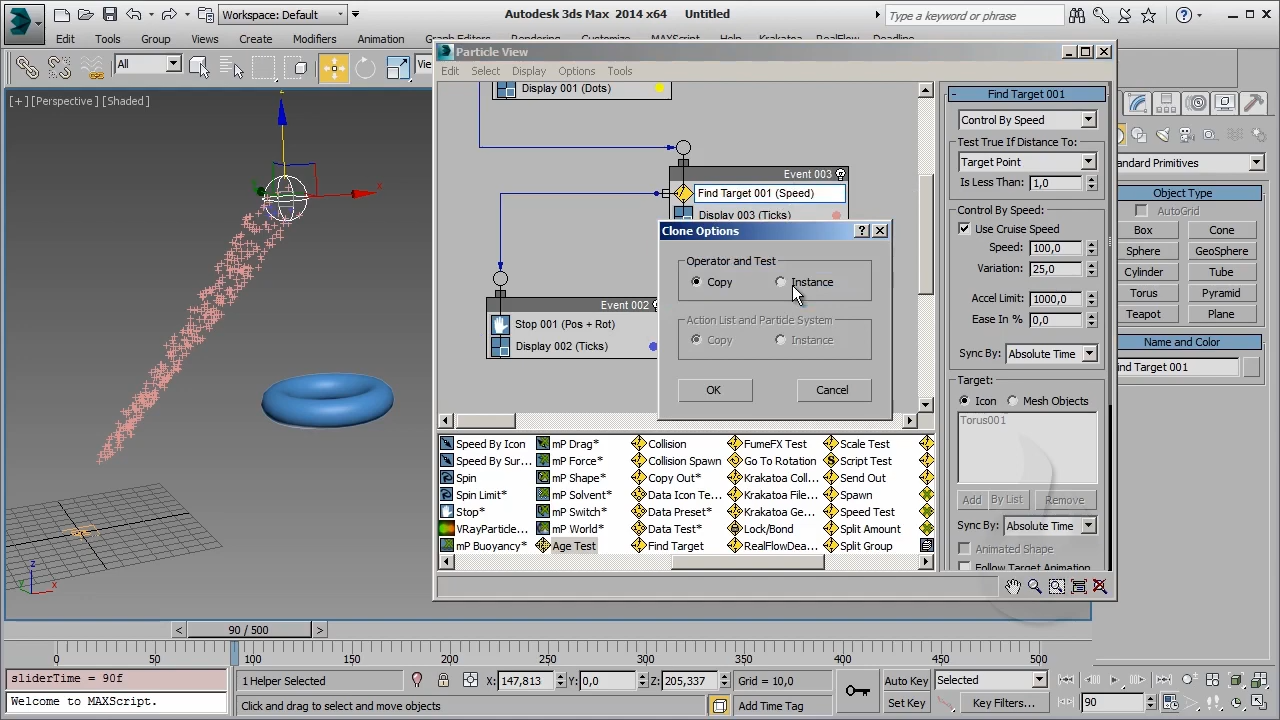 Workspace: Default
Autodesk 3ds Max 2014 x64 Untitled
Type a keyword or phrase
Edit Tools Group Views Create Modifiers Animation
MAXScript Help Krakatoa RealFlow Deadline
All
[+] [Perspective] [Shaded]
Particle View
Edit Select Display Options Tools
Display 001 (Dots)
Event 003
Find Target 001 (Speed)
Display 003 (Ticks)
Event 002
Stop 001 (Pos + Rot)
Display 002 (Ticks)
Clone Options
Operator and Test
Copy Instance
Action List and Particle System
Copy Instance
OK Cancel
Find Target 001
Control By Speed
Test True If Distance To:
Target Point
Is Less Than: 1,0
Control By Speed:
Use Cruise Speed
Speed: 100,0
Variation: 25,0
Accel Limit: 1000,0
Ease In % 0,0
Sync By: Absolute Time
Target:
Icon Mesh Objects
Torus001
Add By List Remove
Sync By: Absolute Time
Animated Shape
Follow Target Animation
Speed By Icon mP Drag* Collision FumeFX Test Scale Test
Speed By Sur... mP Force* Collision Spawn Go To Rotation Script Test
Spin mP Shape* Copy Out* Krakatoa Coll... Send Out
Spin Limit* mP Solvent* Data Icon Te... Krakatoa File... Spawn
Stop* mP Switch* Data Preset* Krakatoa Ge... Speed Test
VRayParticle... mP World* Data Test* Lock/Bond Split Amount
mP Buoyancy* Age Test Find Target RealFlowDea... Split Group
Object Type
AutoGrid
Box Cone
Sphere GeoSphere
Cylinder Tube
Torus Pyramid
Teapot Plane
Name and Color
z
x
90 / 500
0 50 100 150 200 250 300 350 400 450 500
sliderTime = 90f
Welcome to MAXScript.
1 Helper Selected
X: 147,813 Y: 0,0 Z: 205,337 Grid = 10,0
Click and drag to select and move objects
Add Time Tag
Auto Key Selected
Set Key Key Filters...
90